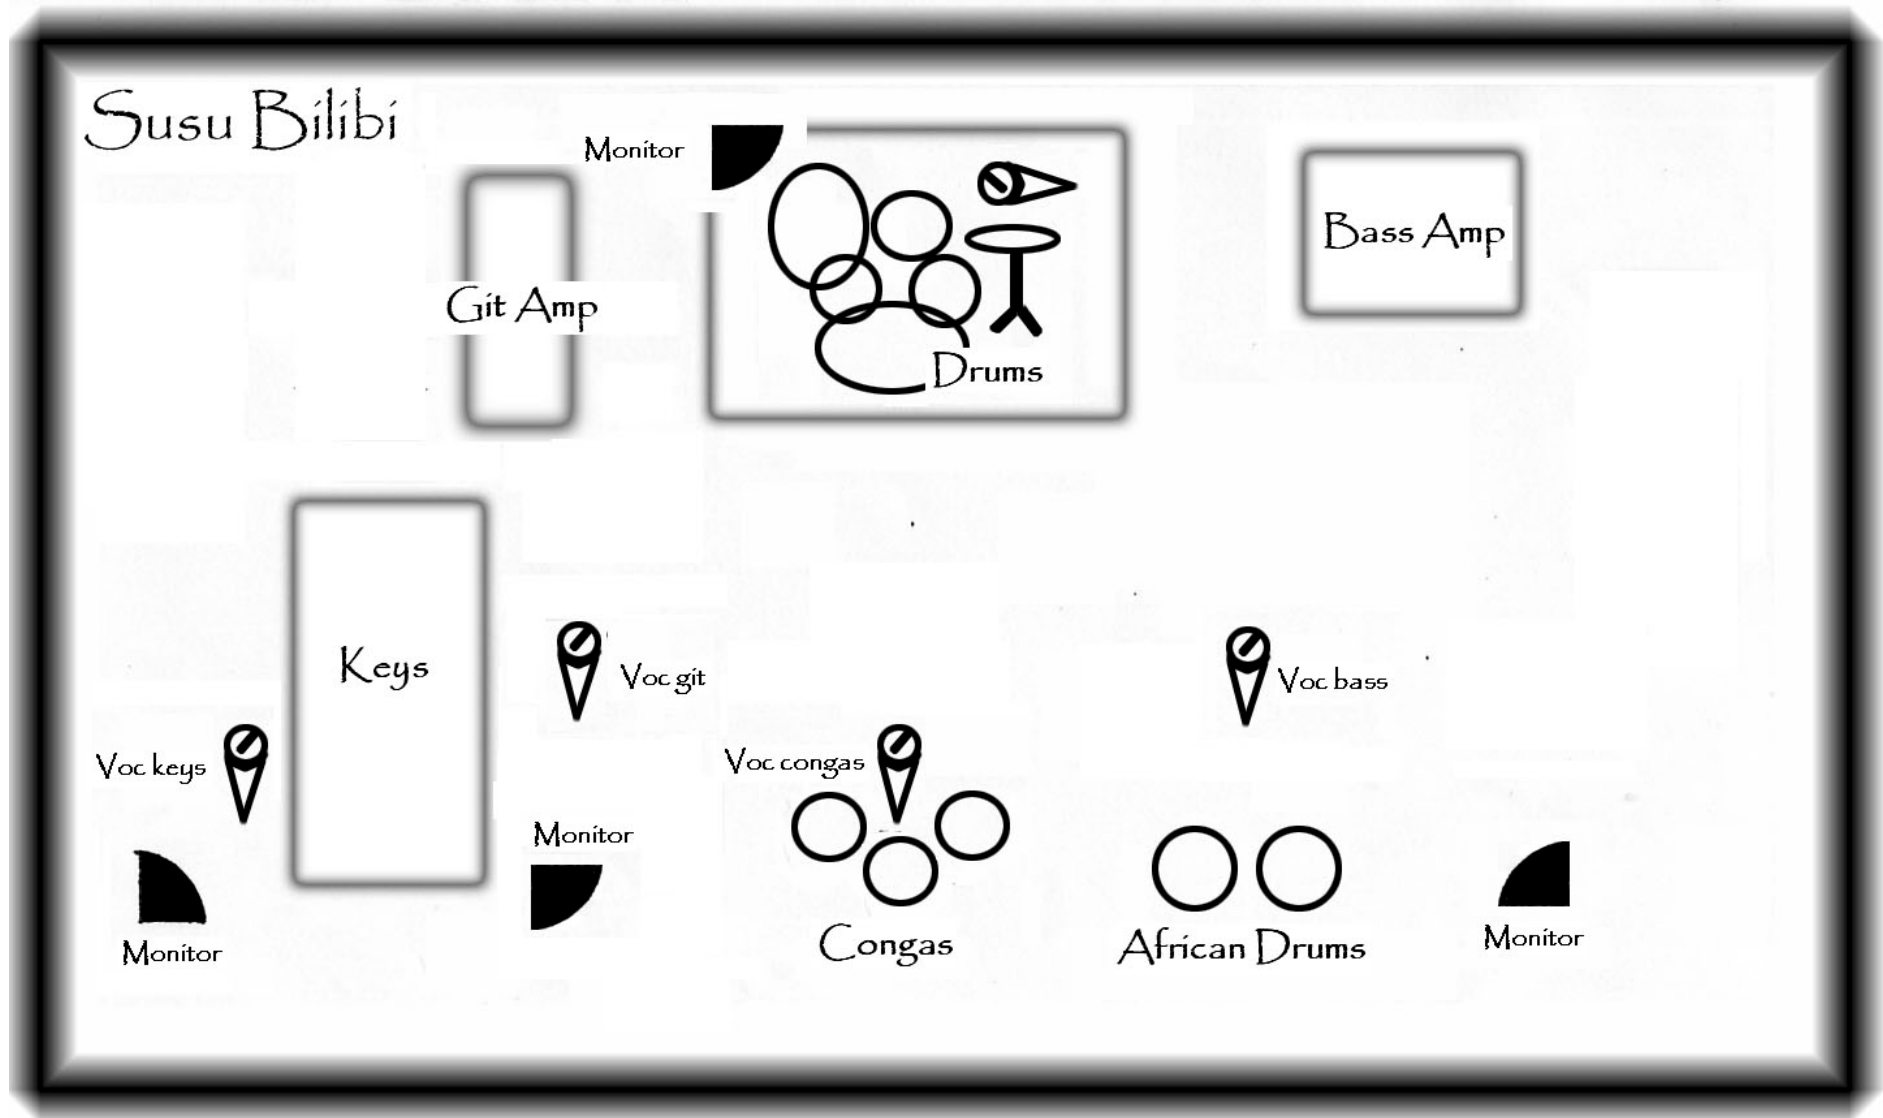 Susu Bilibi
Monitor
Bass Amp
Git Amp
Drums
Keys
Voc git
Voc bass
Voc keys
Voc congas
Monitor
Monitor
Congas
African Drums
Monitor